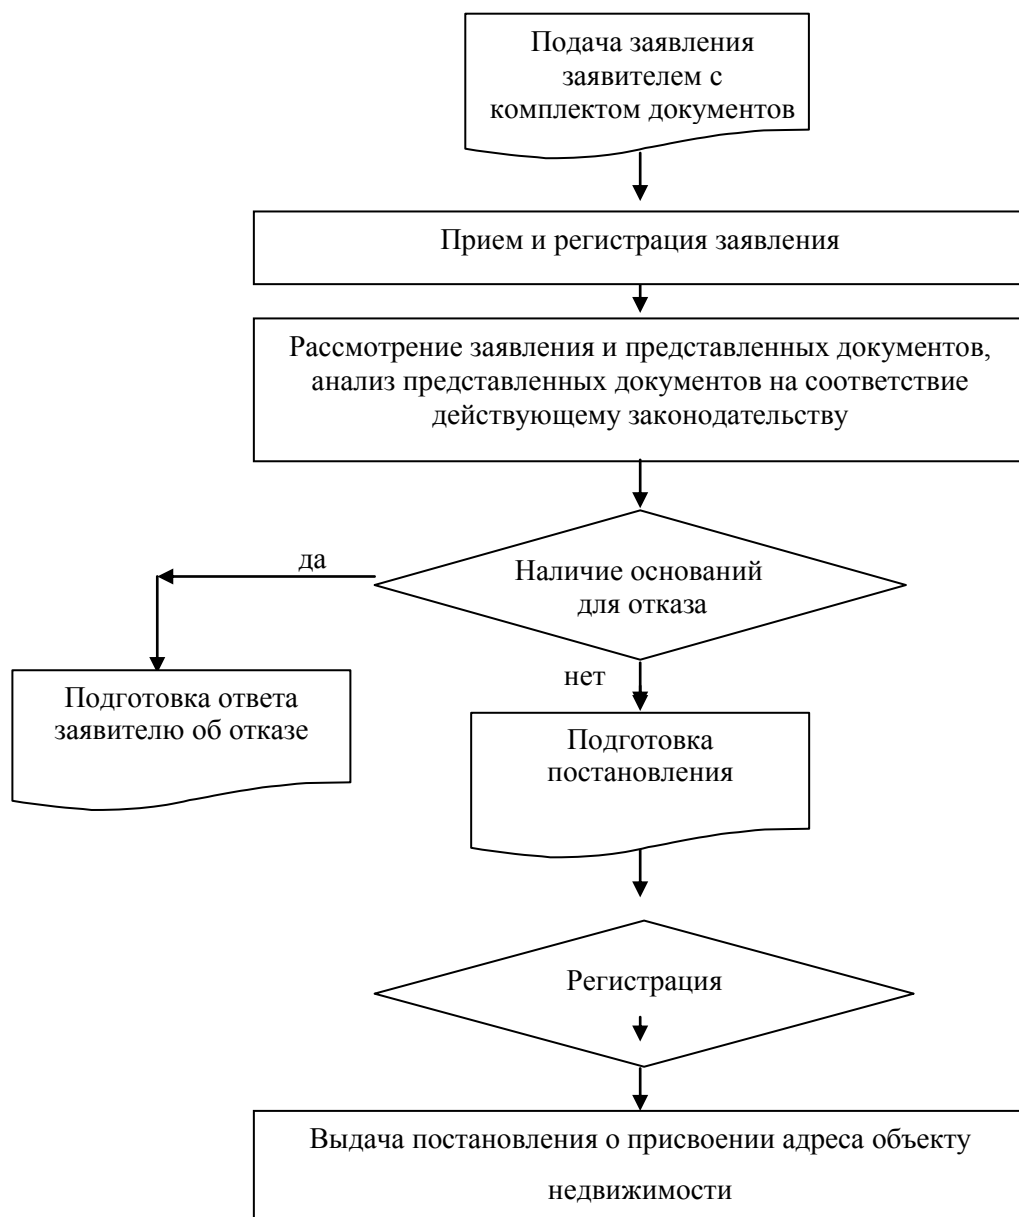 Подача заявления
заявителем с
комплектом документов
Прием и регистрация заявления
Рассмотрение заявления и представленных документов,
анализ представленных документов на соответствие
действующему законодательству
Наличие оснований
для отказа
да
нет
Подготовка ответа
заявителю об отказе
Подготовка
постановления
Регистрация
Выдача постановления о присвоении адреса объекту
недвижимости